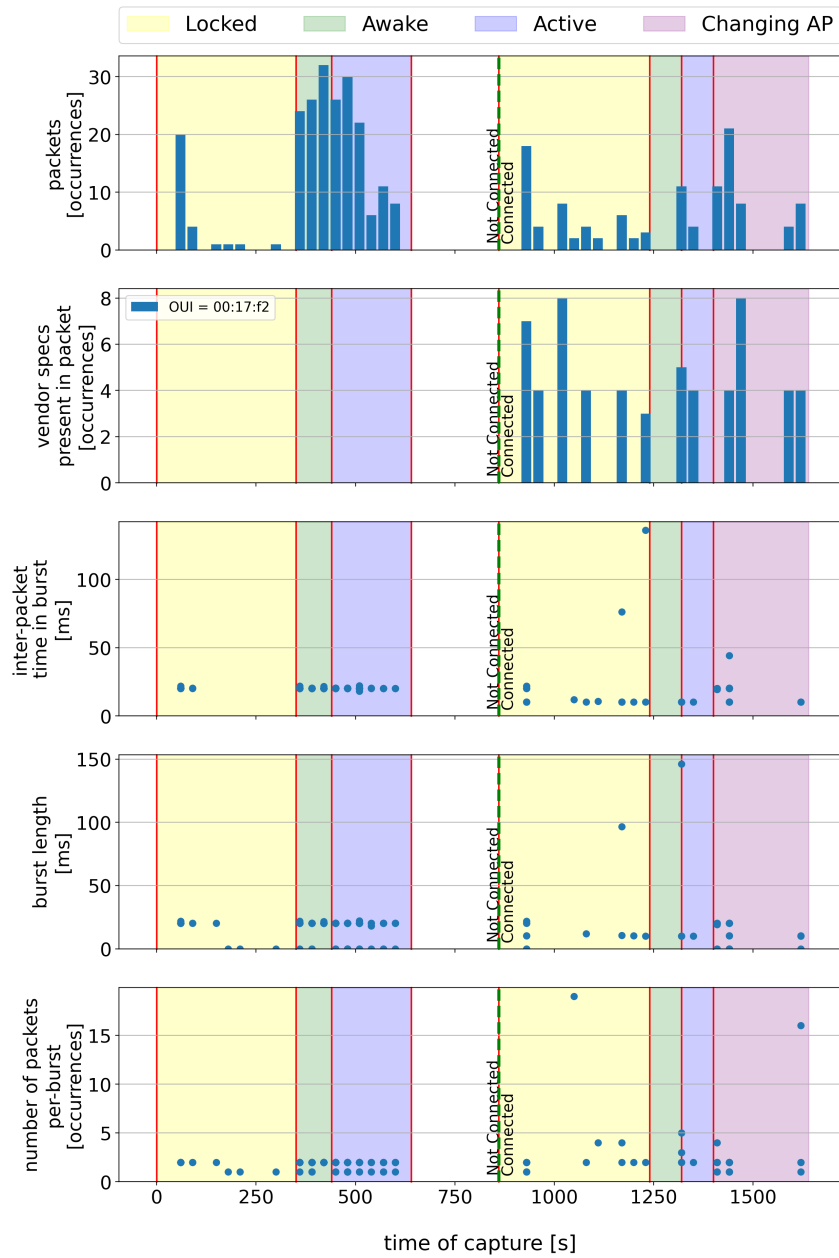 Locked Awake Active Changing AP
packets
[occurrences]
30
20
10
0
Not Connected
Connected
vendor specs
present in packet
[occurrences]
8
6
4
2
0
OUI = 00:17:f2
Not Connected
Connected
inter-packet
time in burst
[ms]
100
50
0
Not Connected
Connected
burst length
[ms]
150
100
50
0
Not Connected
Connected
number of packets
per-burst
[occurrences]
15
10
5
0
Not Connected
Connected
0 250 500 750 1000 1250 1500
time of capture [s]